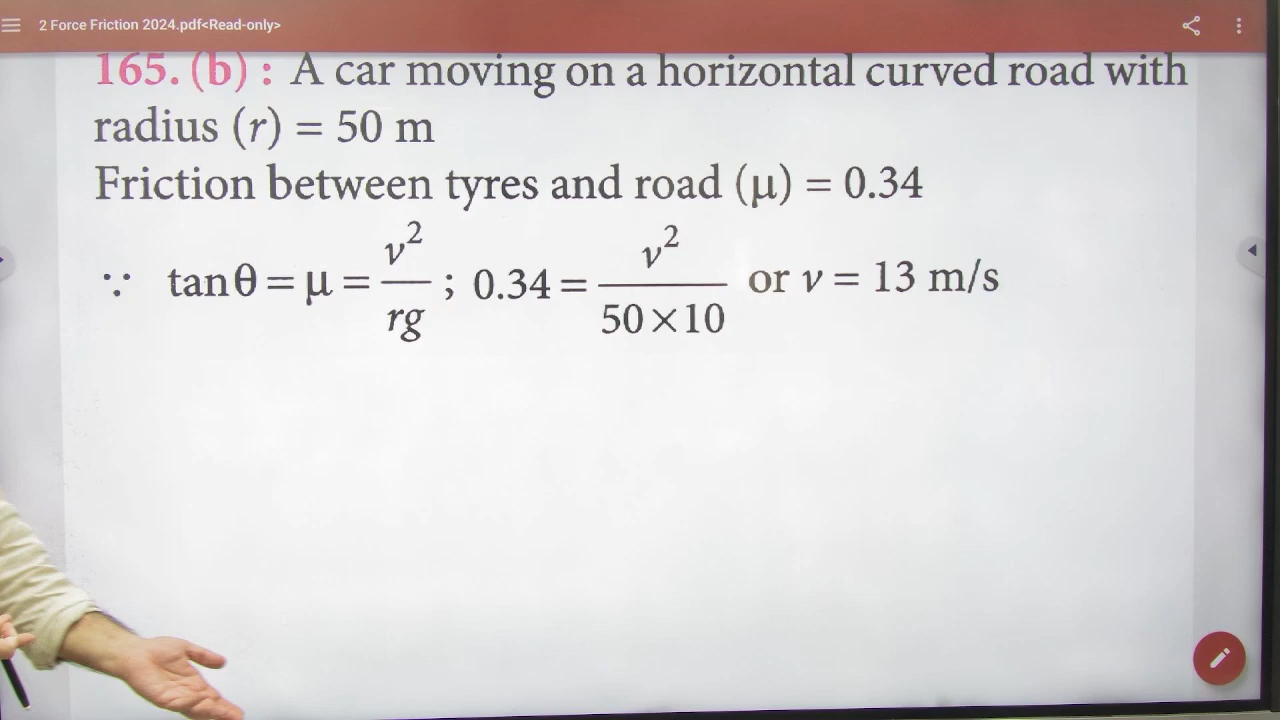 2 Force Friction 2024.pdf<Read-only>
165. (b) : A car moving on a horizontal curved road with
radius (r) = 50 m
Friction between tyres and road (μ) = 0.34
∵ tanθ = μ = v²/rg ; 0.34 = v²/50×10 or v = 13 m/s